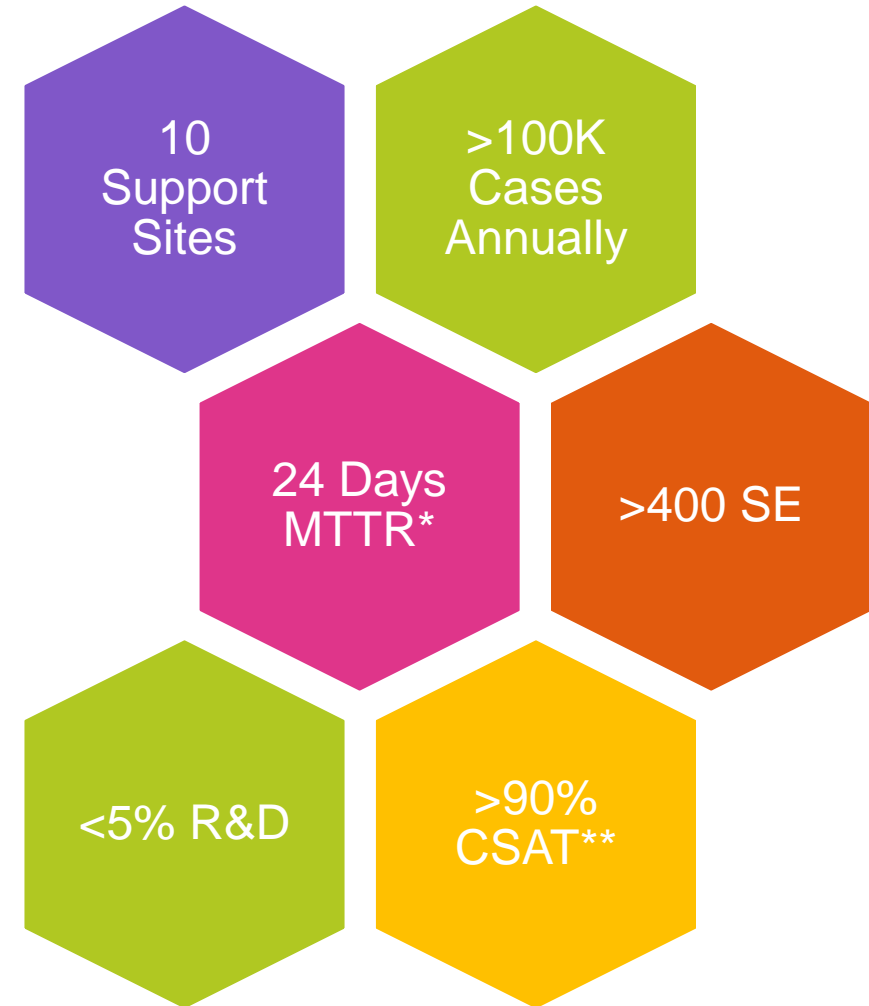 10
Support
Sites
>100K
Cases
Annually
24 Days
MTTR*
>400 SE
<5% R&D
>90%
CSAT**